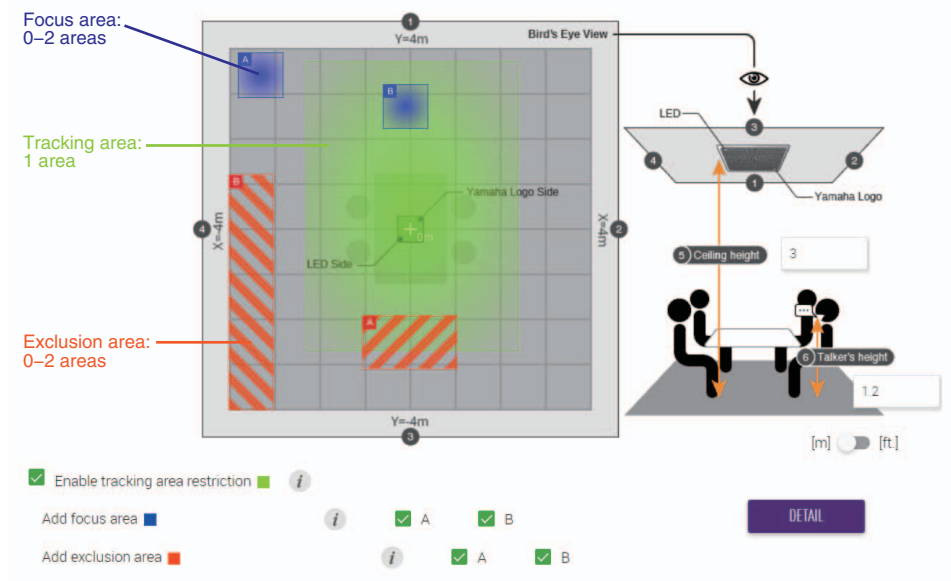 Focus area:
0–2 areas
1
Y=4m
Bird's Eye View
A
B
LED
3
Tracking area:
1 area
4
2
1
Yamaha Logo
B
Yamaha Logo Side
4
X=-4m
0m
X=4m
2
LED Side
5 Ceiling height
3
A
Exclusion area:
0–2 areas
6 Talker's height
1.2
Y=-4m
3
[m]
[ft.]
Enable tracking area restriction
i
Add focus area
i
A
B
DETAIL
Add exclusion area
i
A
B